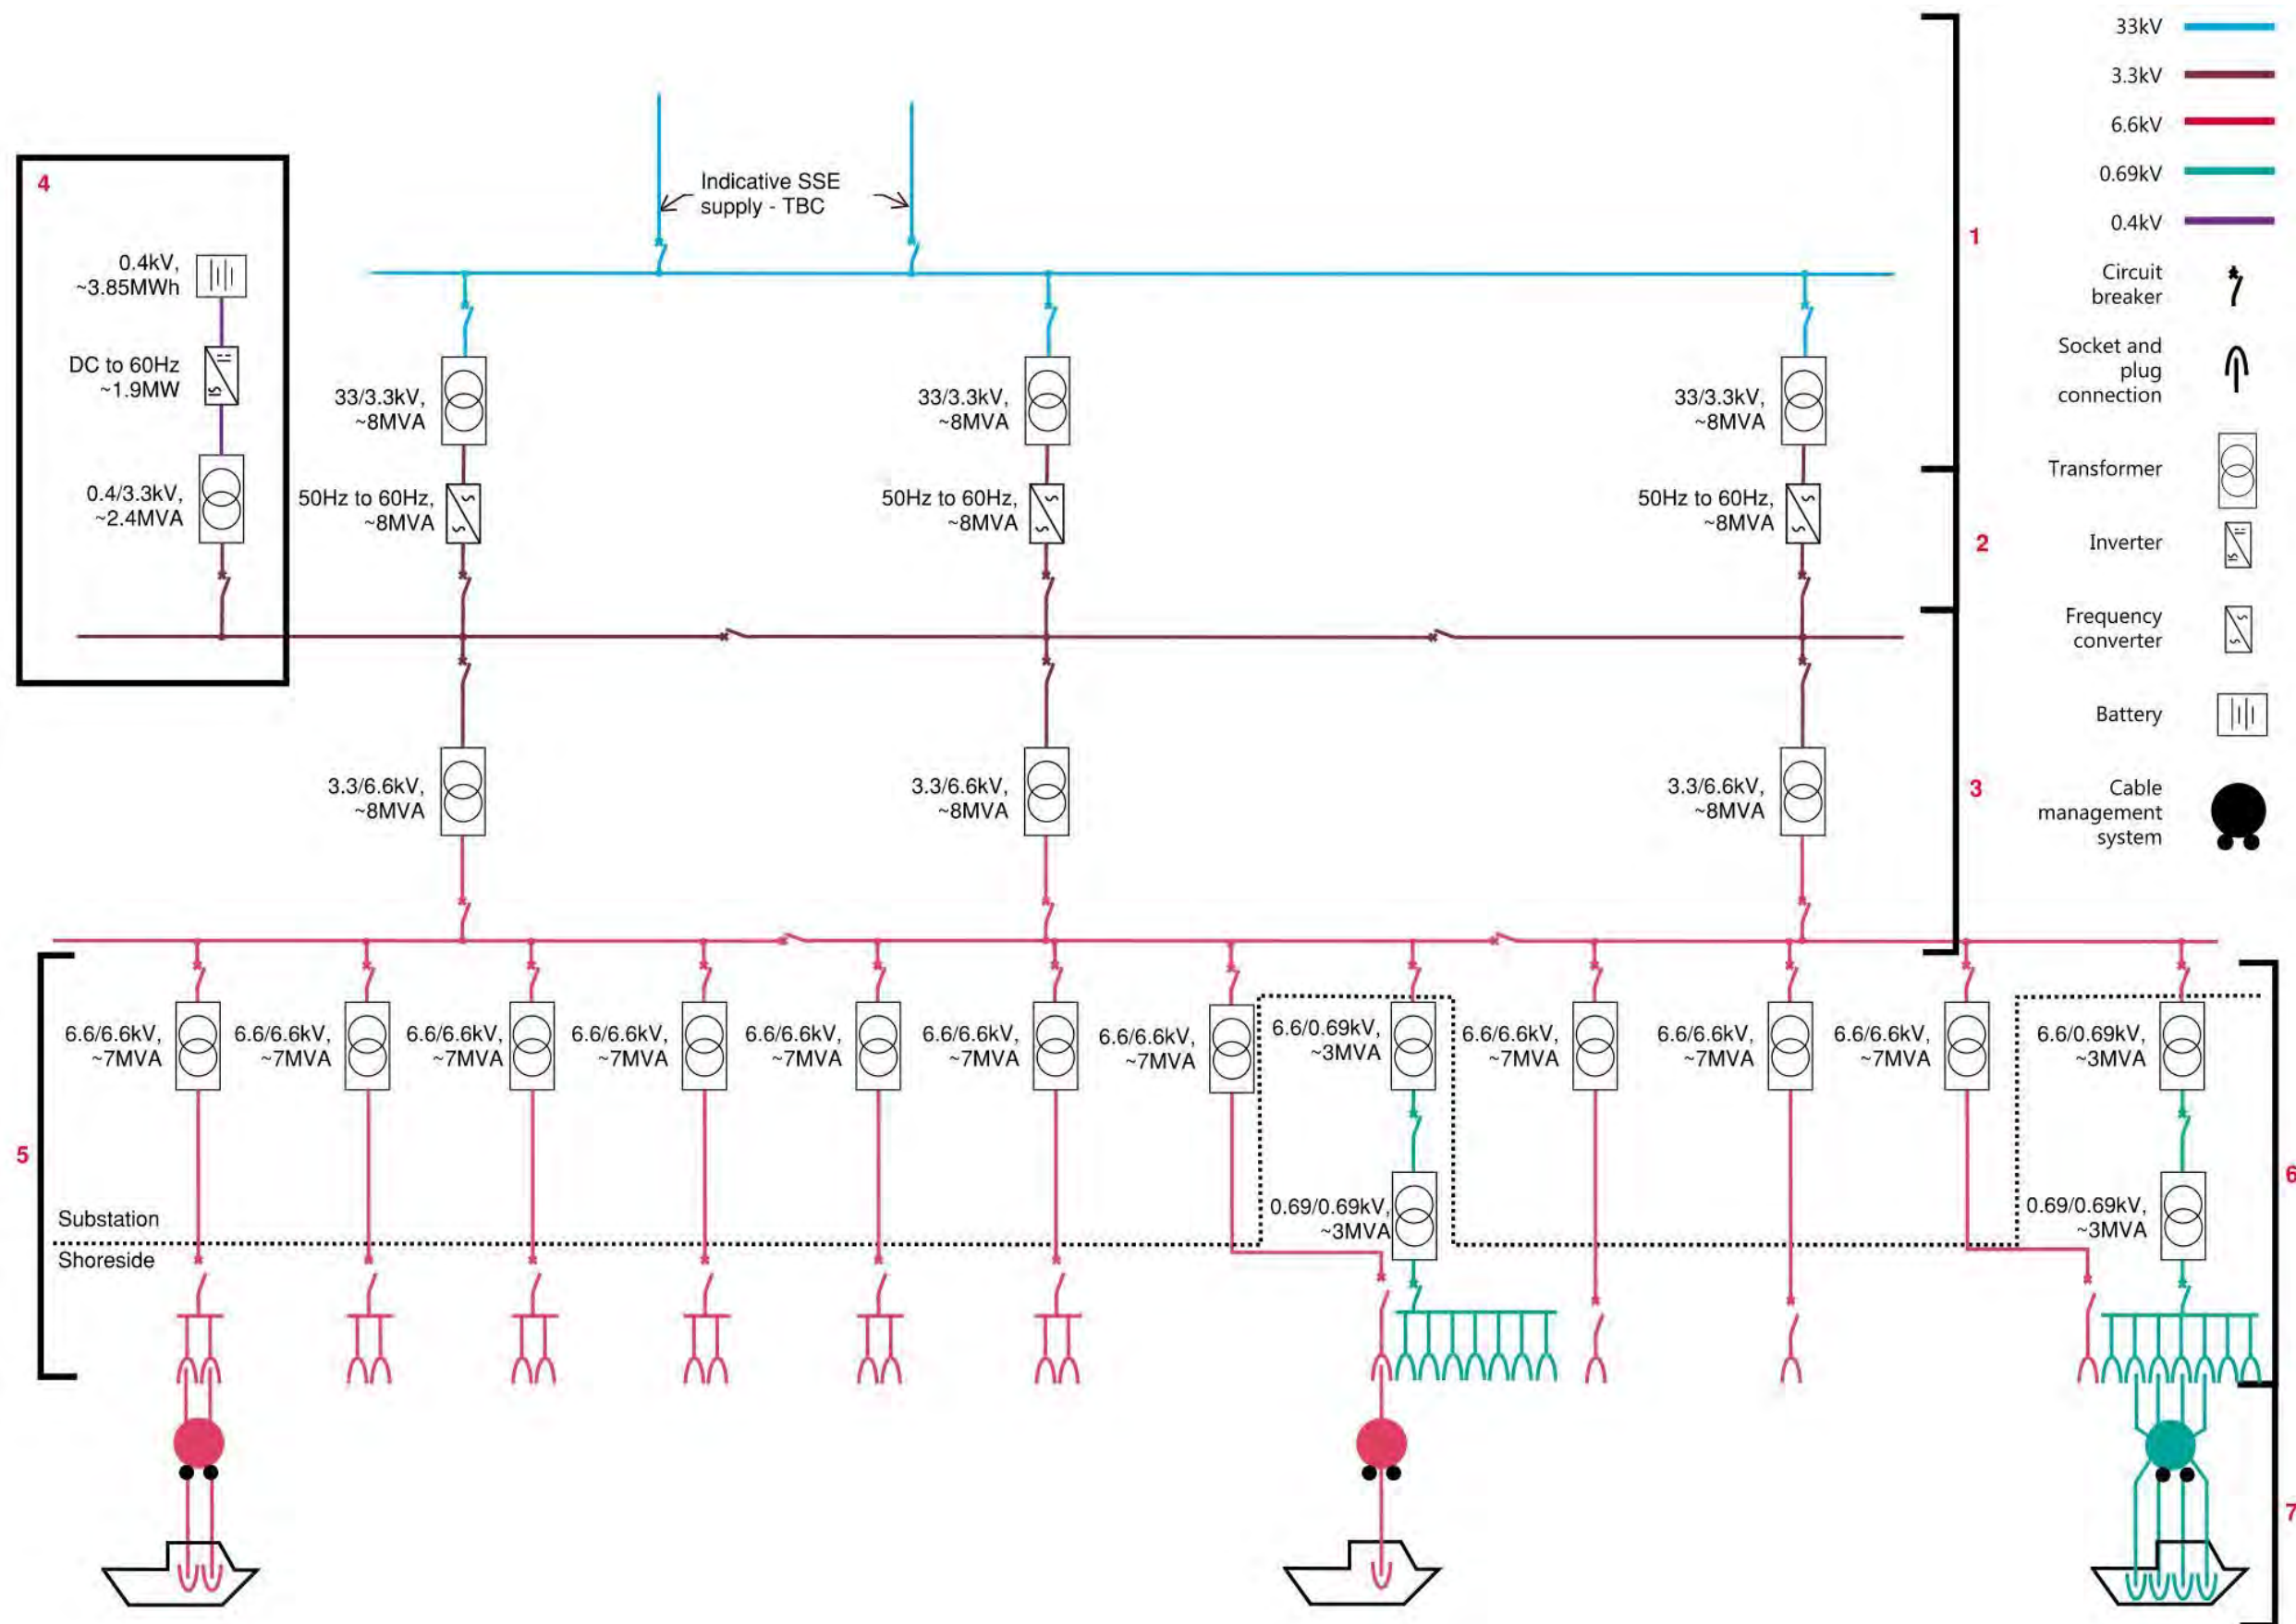 33kV
3.3kV
6.6kV
0.69kV
0.4kV
Circuit
breaker
Socket and
plug
connection
Transformer
Inverter
Frequency
converter
Battery
Cable
management
system
1
2
3
Indicative SSE
supply - TBC
4
0.4kV,
~3.85MWh
DC to 60Hz
~1.9MW
0.4/3.3kV,
~2.4MVA
33/3.3kV,
~8MVA
33/3.3kV,
~8MVA
33/3.3kV,
~8MVA
50Hz to 60Hz,
~8MVA
50Hz to 60Hz,
~8MVA
50Hz to 60Hz,
~8MVA
3.3/6.6kV,
~8MVA
3.3/6.6kV,
~8MVA
3.3/6.6kV,
~8MVA
5
6.6/6.6kV,
~7MVA
6.6/6.6kV,
~7MVA
6.6/6.6kV,
~7MVA
6.6/6.6kV,
~7MVA
6.6/6.6kV,
~7MVA
6.6/6.6kV,
~7MVA
6.6/6.6kV,
~7MVA
6.6/0.69kV,
~3MVA
6.6/6.6kV,
~7MVA
6.6/6.6kV,
~7MVA
6.6/6.6kV,
~7MVA
6.6/0.69kV,
~3MVA
0.69/0.69kV,
~3MVA
0.69/0.69kV,
~3MVA
Substation
Shoreside
6
7